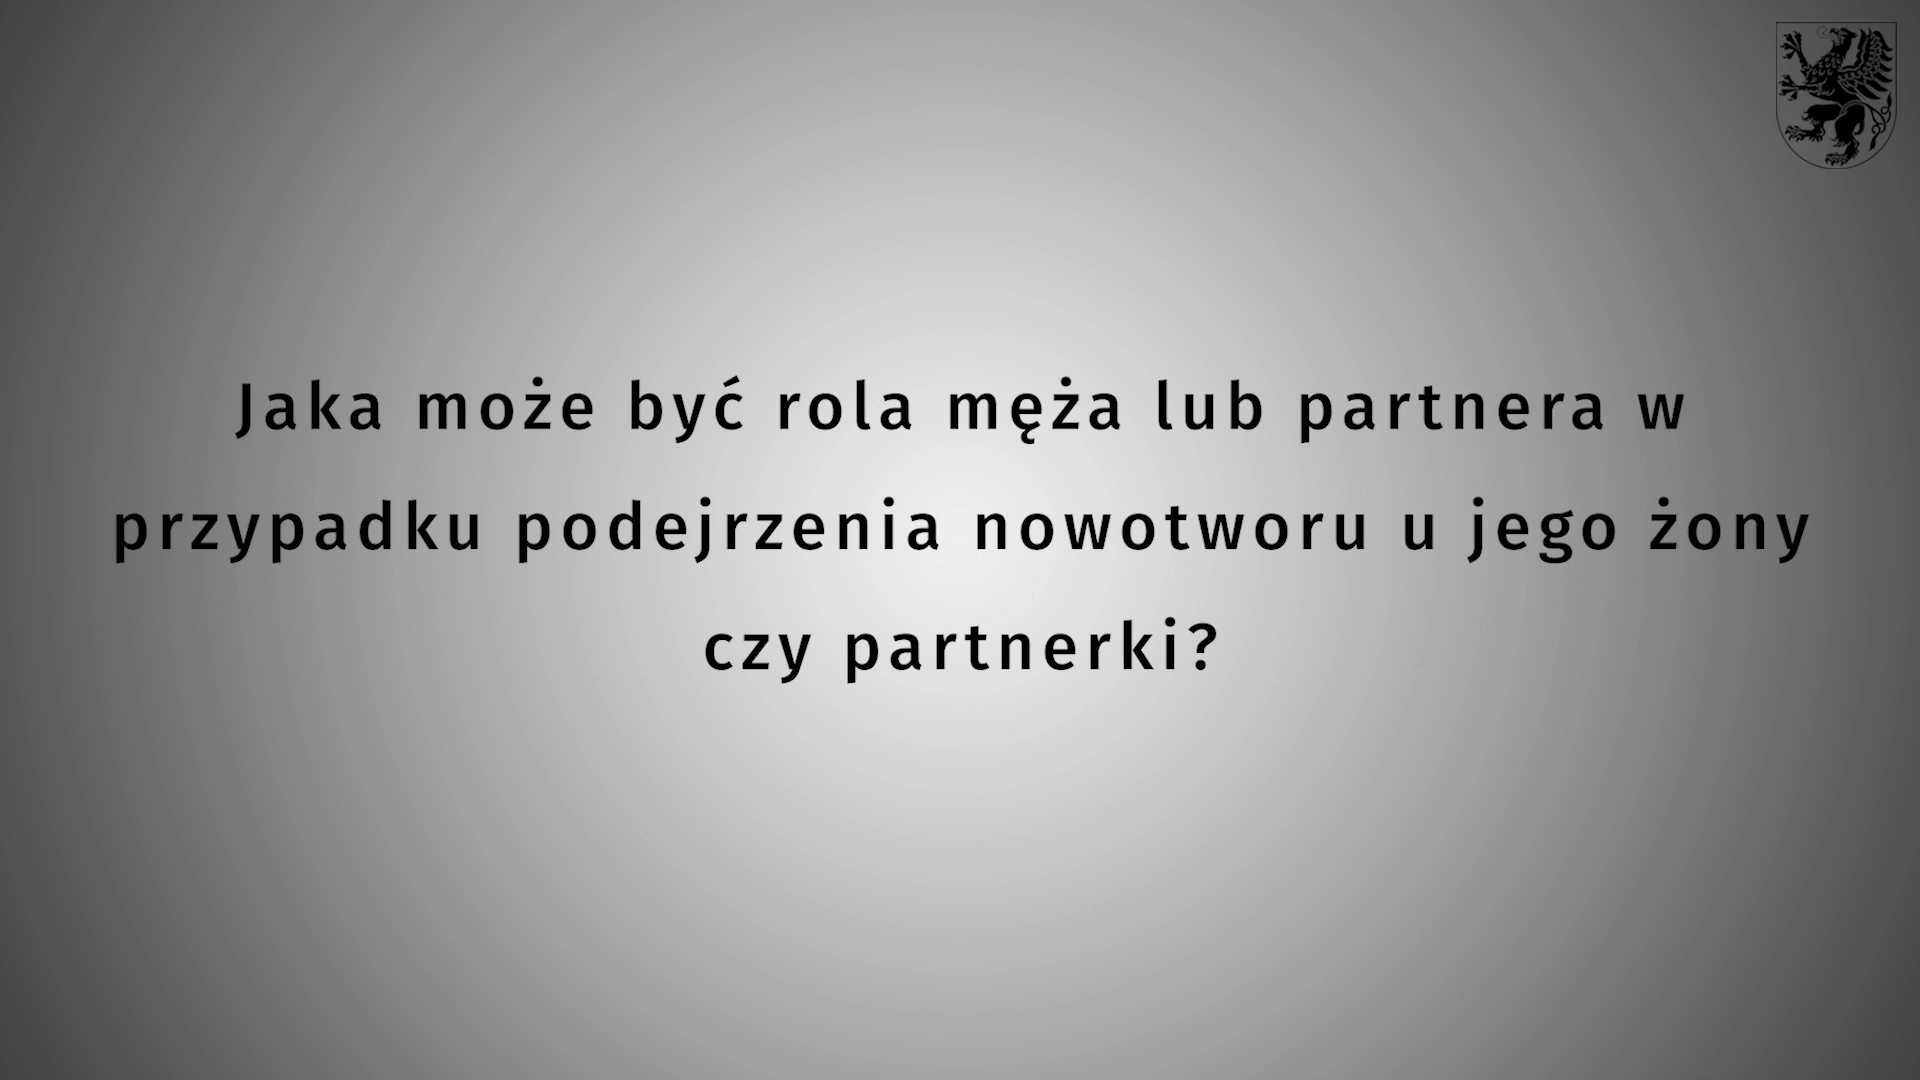 Jaka może być rola męża lub partnera w
przypadku podejrzenia nowotworu u jego żony
czy partnerki?